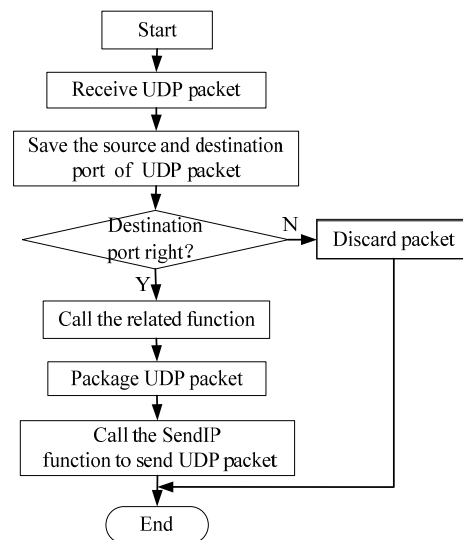 Start
Receive UDP packet
Save the source and destination
port of UDP packet
Destination
port right?
N
Discard packet
Y
Call the related function
Package UDP packet
Call the SendIP
function to send UDP packet
End